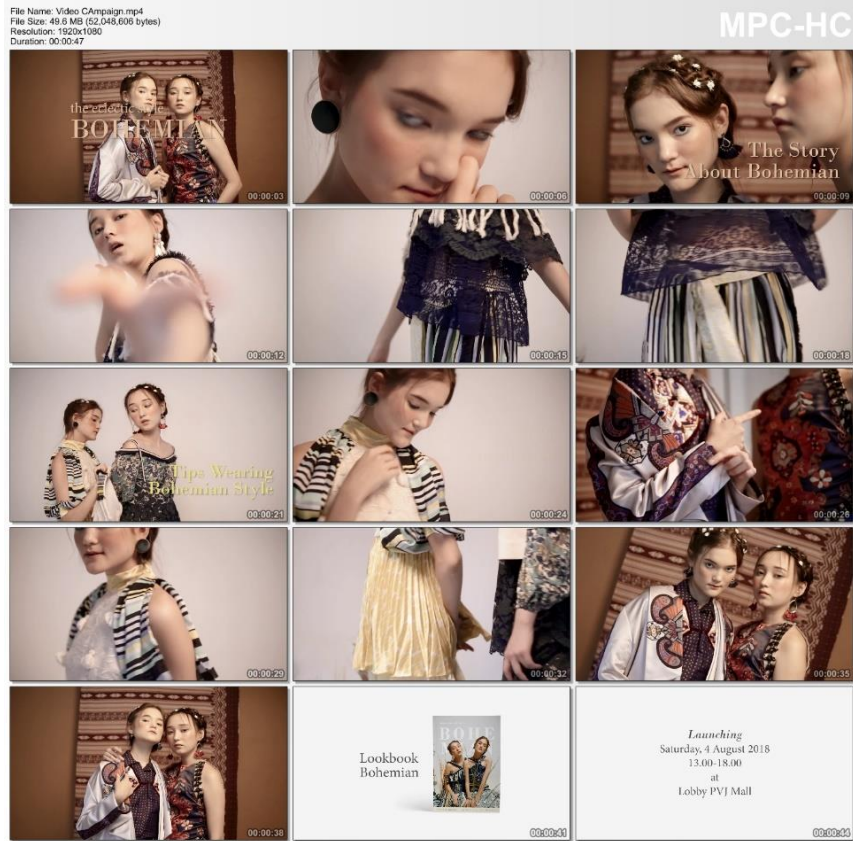 File Name: Video CAmpaign.mp4
File Size: 49.6 MB (52,048,606 bytes)
Resolution: 1920x1080
Duration: 00:00:47
MPC-HC
the eclectic style
BOHEMIAN
00:00:03
00:00:06
The Story
About Bohemian
00:00:09
00:00:12
00:00:15
00:00:18
Tips Wearing
Bohemian Style
00:00:21
00:00:24
00:00:26
00:00:29
00:00:32
00:00:35
00:00:38
Lookbook
Bohemian
BOHE
00:00:41
Launching
Saturday, 4 August 2018
13.00-18.00
at
Lobby PVJ Mall
00:00:44